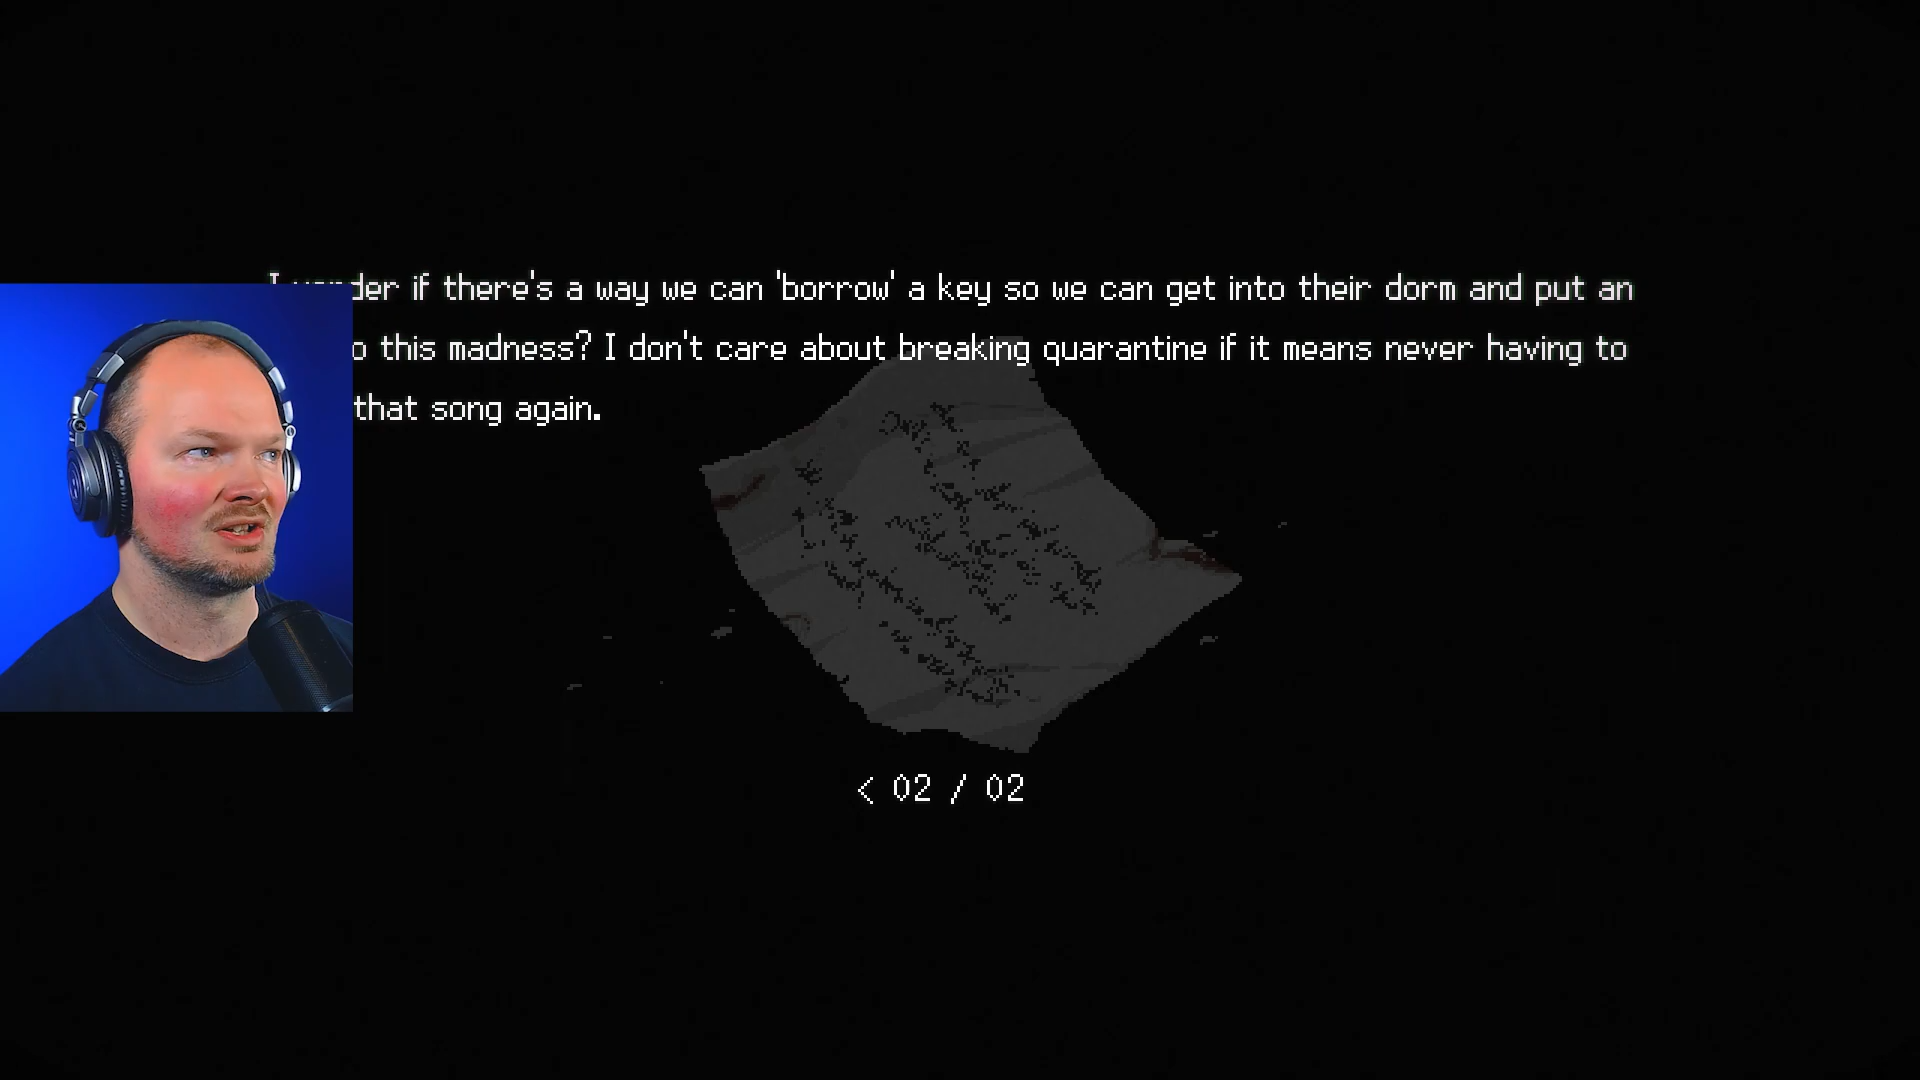 if there's a way we can 'borrow' a key so we can get into their dorm and put an
this madness? I don't care about breaking quarantine if it means never having to
that song again.
< 02 / 02